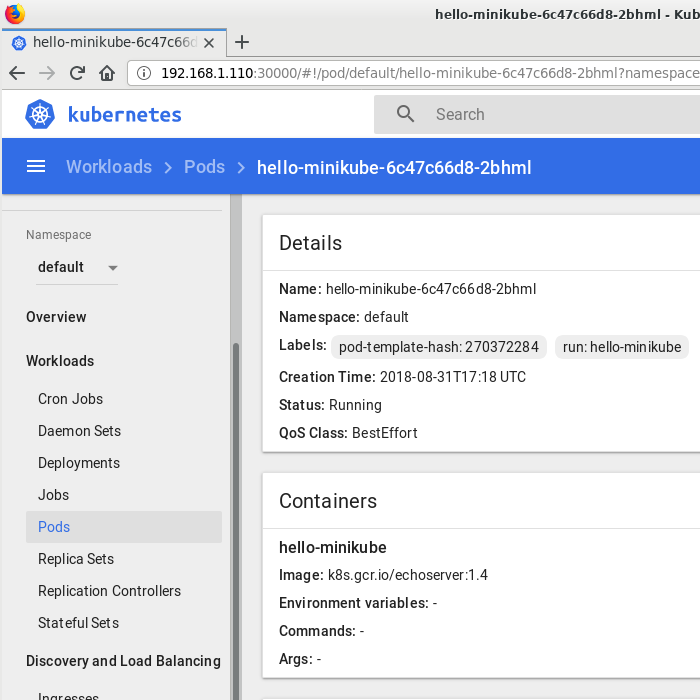 hello-minikube-6c47c66d8-2bhml - Kub
hello-minikube-6c47c66d
192.168.1.110:30000/#!/pod/default/hello-minikube-6c47c66d8-2bhml?namespace
kubernetes
Search
Workloads > Pods > hello-minikube-6c47c66d8-2bhml
Namespace
default
Overview
Workloads
Cron Jobs
Daemon Sets
Deployments
Jobs
Pods
Replica Sets
Replication Controllers
Stateful Sets
Discovery and Load Balancing
Ingresses
Details
Name: hello-minikube-6c47c66d8-2bhml
Namespace: default
Labels: pod-template-hash: 270372284 run: hello-minikube
Creation Time: 2018-08-31T17:18 UTC
Status: Running
QoS Class: BestEffort
Containers
hello-minikube
Image: k8s.gcr.io/echoserver:1.4
Environment variables: -
Commands: -
Args: -